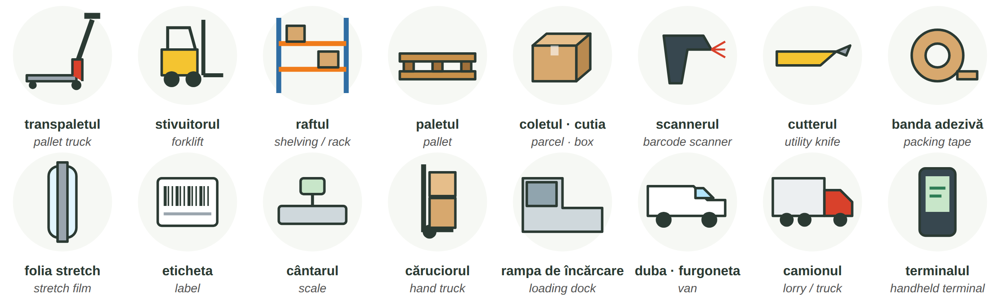 transpaletul
pallet truck
stivuitorul
forklift
raftul
shelving / rack
paletul
pallet
coletul · cutia
parcel · box
scannerul
barcode scanner
cutterul
utility knife
banda adezivă
packing tape
folia stretch
stretch film
eticheta
label
cântarul
scale
căruciorul
hand truck
rampa de încărcare
loading dock
duba · furgoneta
van
camionul
lorry / truck
terminalul
handheld terminal